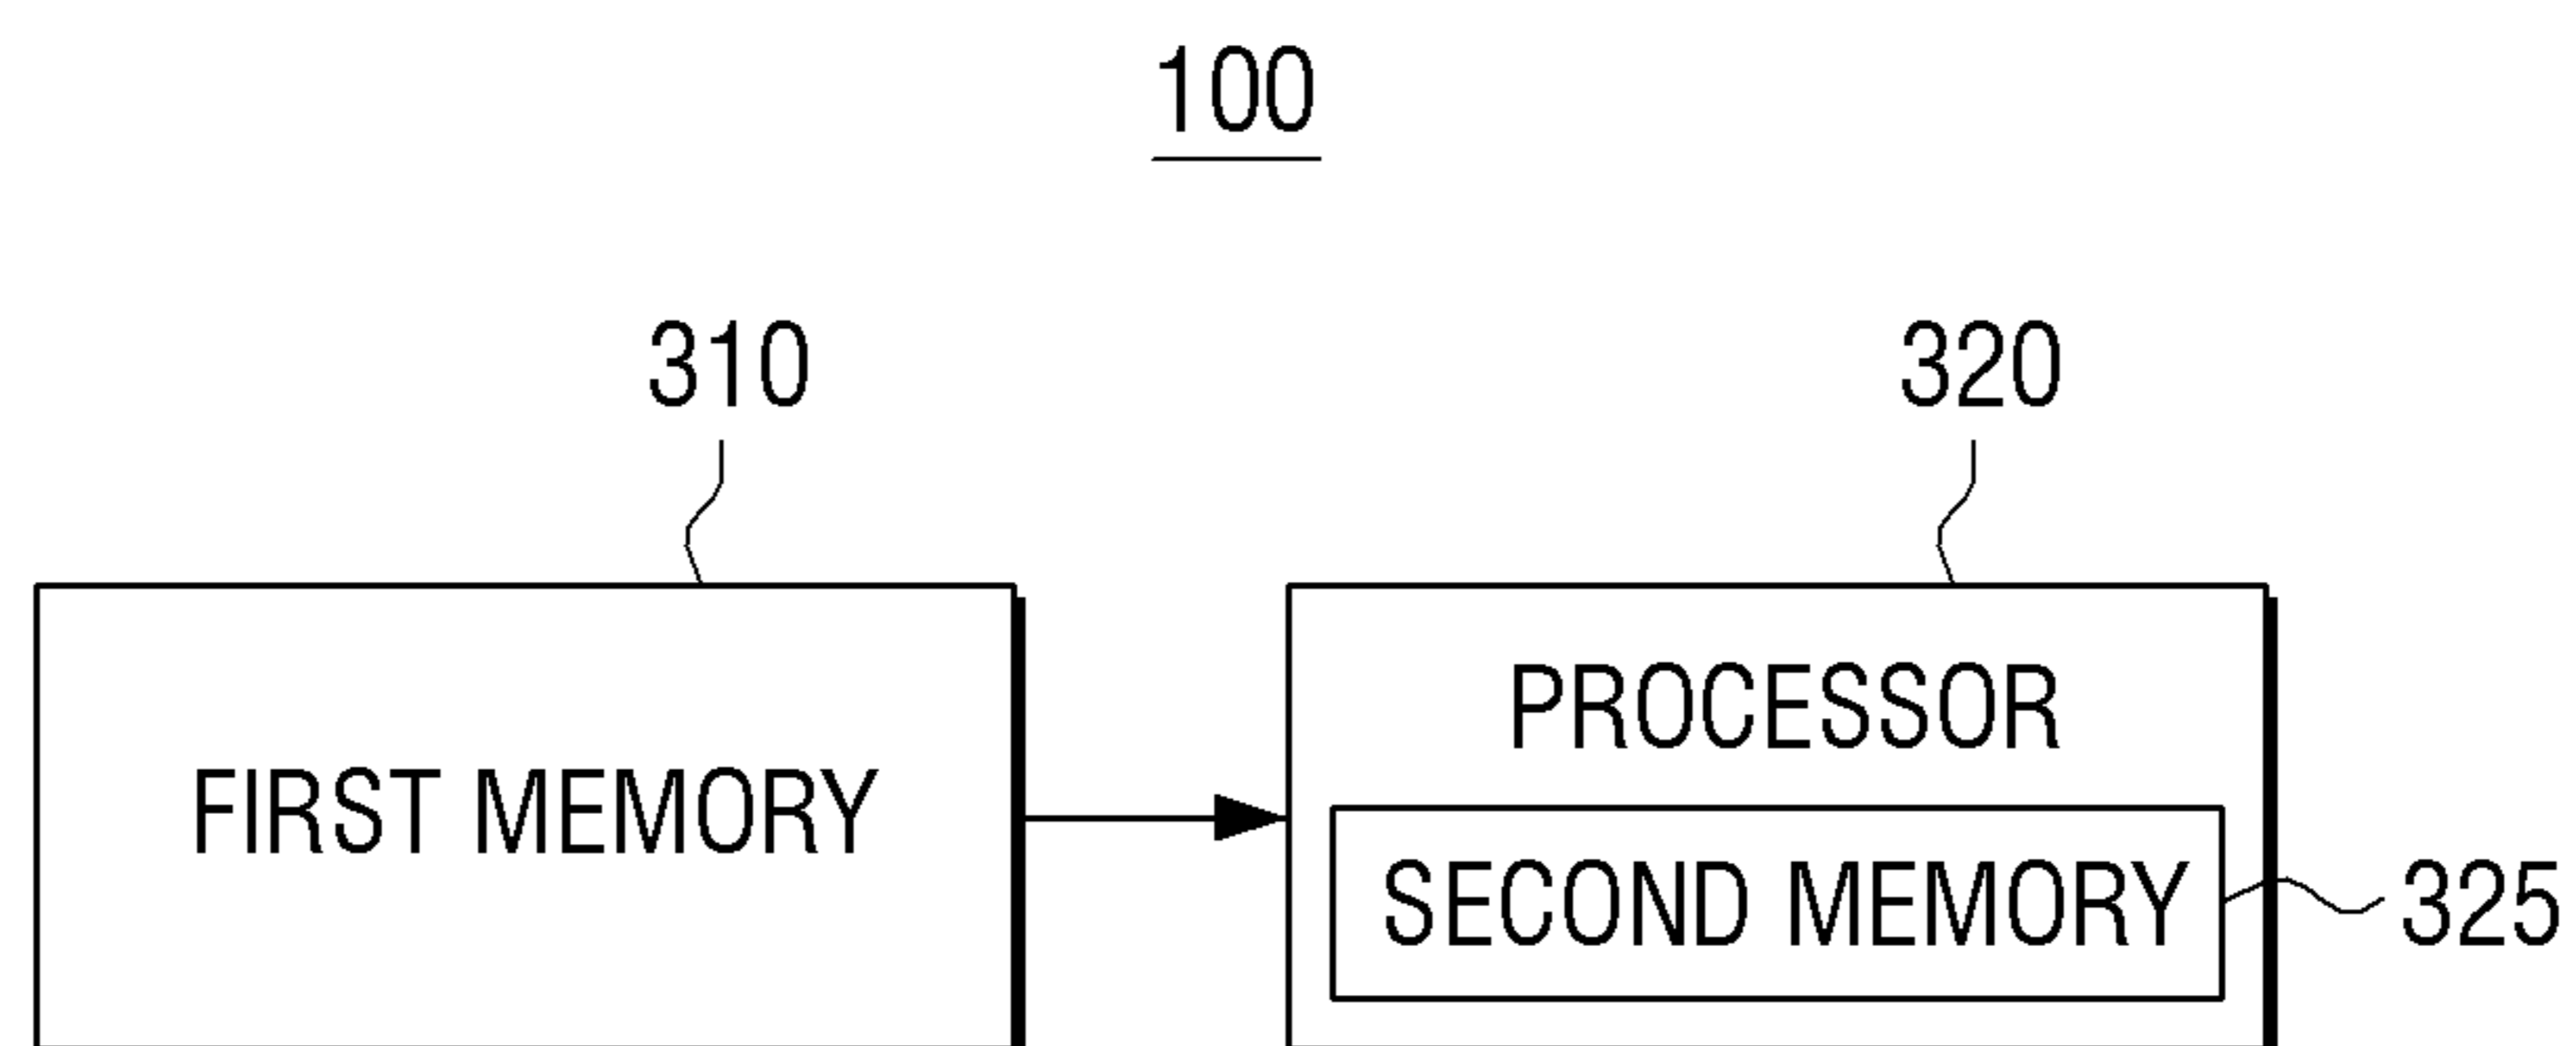 100
310
320
PROCESSOR
FIRST MEMORY
SECOND MEMORY
325